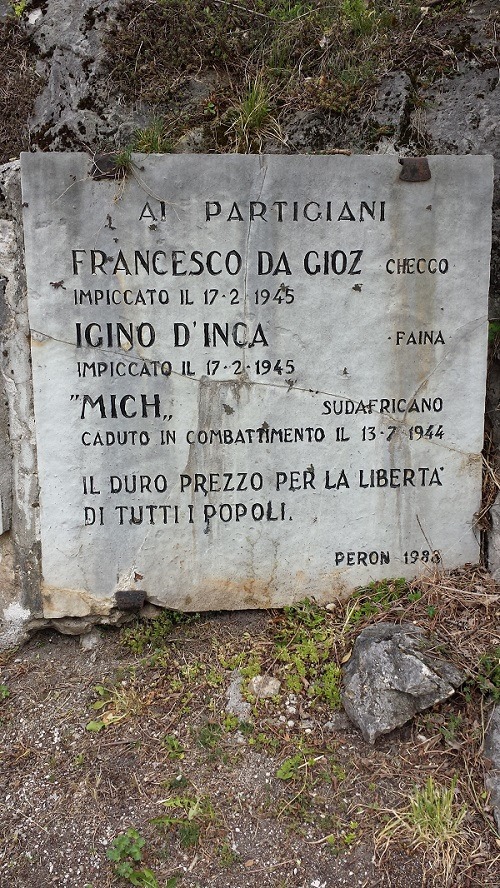 AI PARTIGIANI
FRANCESCO DA GIOZ CHECCO
IMPICCATO IL 17·2 1945
IGINO D'INCA ·FAINA
IMPICCATO IL 17·2·1945
"MICH„ SUDAFRICANO
CADUTO IN COMBATTIMENTO IL 13·7 1944
IL DURO PREZZO PER LA LIBERTA'
DI TUTTI I POPOLI.
PERON 1983